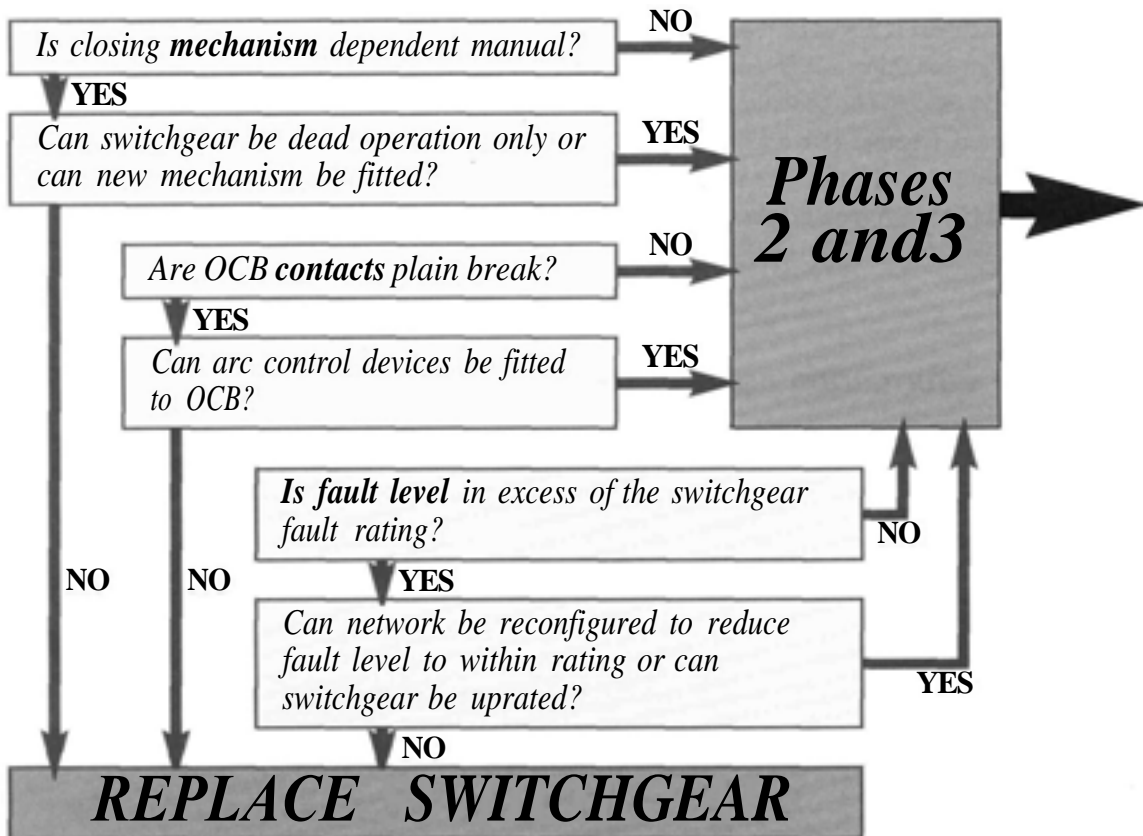 Is closing mechanism dependent manual?
NO
YES
Can switchgear be dead operation only or
can new mechanism be fitted?
YES
Phases
2 and3
Are OCB contacts plain break?
NO
YES
Can arc control devices be fitted
to OCB?
YES
Is fault level in excess of the switchgear
fault rating?
NO
NO
NO
YES
Can network be reconfigured to reduce
fault level to within rating or can
switchgear be uprated?
YES
NO
REPLACE SWITCHGEAR